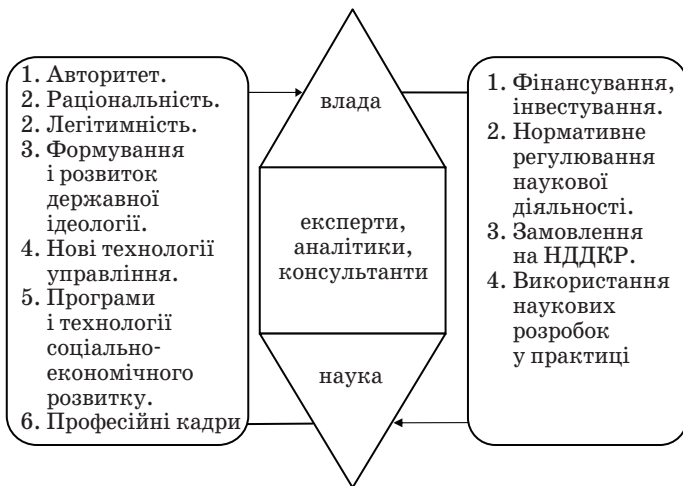 1. Авторитет.
2. Раціональність.
2. Легітимність.
3. Формування
і розвиток
державної
ідеології.
4. Нові технології
управління.
5. Програми
і технології
соціально-
економічного
розвитку.
6. Професійні кадри
влада
експерти,
аналітики,
консультанти
наука
1. Фінансування,
інвестування.
2. Нормативне
регулювання
наукової
діяльності.
3. Замовлення
на НДДКР.
4. Використання
наукових
розробок
у практиці